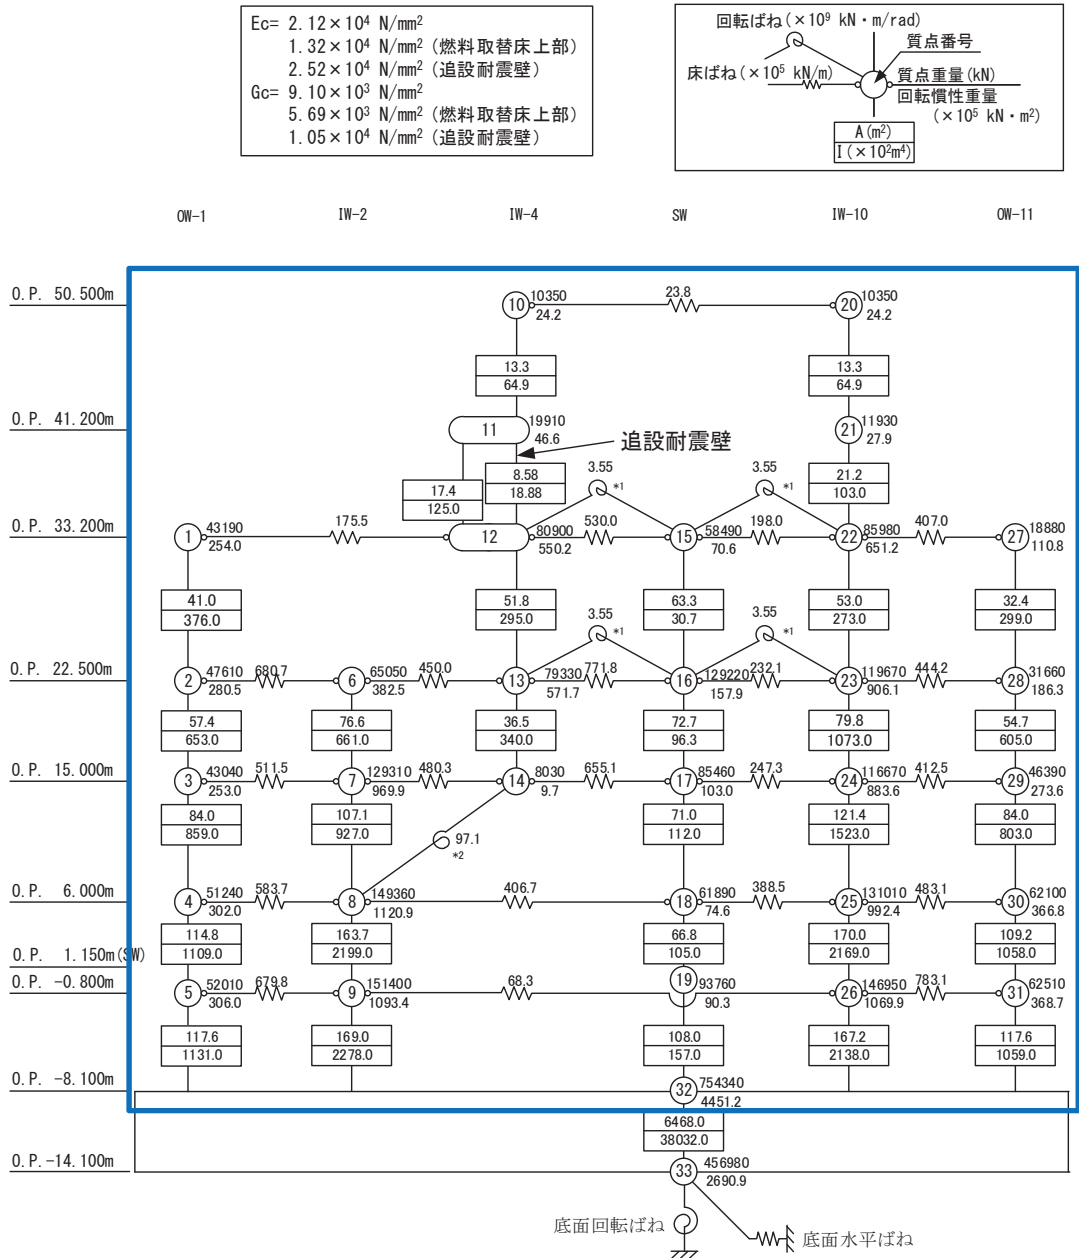 Ec= 2.12×10⁴ N/mm²
1.32×10⁴ N/mm² (燃料取替床上部)
2.52×10⁴ N/mm² (追設耐震壁)
Gc= 9.10×10³ N/mm²
5.69×10³ N/mm² (燃料取替床上部)
1.05×10⁴ N/mm² (追設耐震壁)
回転ばね(×10⁹ kN・m/rad)
質点番号
床ばね(×10⁵ kN/m)
質点重量(kN)
回転慣性重量
(×10⁵ kN・m²)
A(m²)
I(×10²m⁴)
OW-1 IW-2 IW-4 SW IW-10 OW-11
O.P. 50.500m
10 10350 23.8 20 10350
24.2 24.2
13.3 13.3
64.9 64.9
O.P. 41.200m
11 19910 21 11930
46.6 27.9
追設耐震壁
8.58 3.55 *1 3.55 *1 21.2
18.88 103.0
17.4
125.0
O.P. 33.200m
1 43190 175.5 12 80900 530.0 15 58490 198.0 22 85980 407.0 27 18880
254.0 550.2 70.6 651.2 110.8
41.0 51.8 63.3 53.0 32.4
376.0 295.0 30.7 273.0 299.0
3.55 *1 3.55 *1
O.P. 22.500m
2 47610 680.7 6 65050 450.0 13 79330 771.8 16 129220 232.1 23 119670 444.2 28 31660
280.5 382.5 571.7 157.9 906.1 186.3
57.4 76.6 36.5 72.7 79.8 54.7
653.0 661.0 340.0 96.3 1073.0 605.0
O.P. 15.000m
3 43040 511.5 7 129310 480.3 14 8030 655.1 17 85460 247.3 24 116670 412.5 29 46390
253.0 969.9 9.7 103.0 883.6 273.6
84.0 107.1 71.0 121.4 84.0
859.0 927.0 112.0 1523.0 803.0
97.1
*2
O.P. 6.000m
4 51240 583.7 8 149360 406.7 18 61890 388.5 25 131010 483.1 30 62100
302.0 1120.9 74.6 992.4 366.8
114.8 163.7 66.8 170.0 109.2
1109.0 2199.0 105.0 2169.0 1058.0
O.P. 1.150m(SW)
O.P. -0.800m
5 52010 679.8 9 151400 68.3 19 93760 26 146950 783.1 31 62510
306.0 1093.4 90.3 1069.9 368.7
117.6 169.0 108.0 167.2 117.6
1131.0 2278.0 157.0 2138.0 1059.0
O.P. -8.100m
32 754340
4451.2
6468.0
38032.0
O.P.-14.100m
33 456980
2690.9
底面回転ばね
底面水平ばね